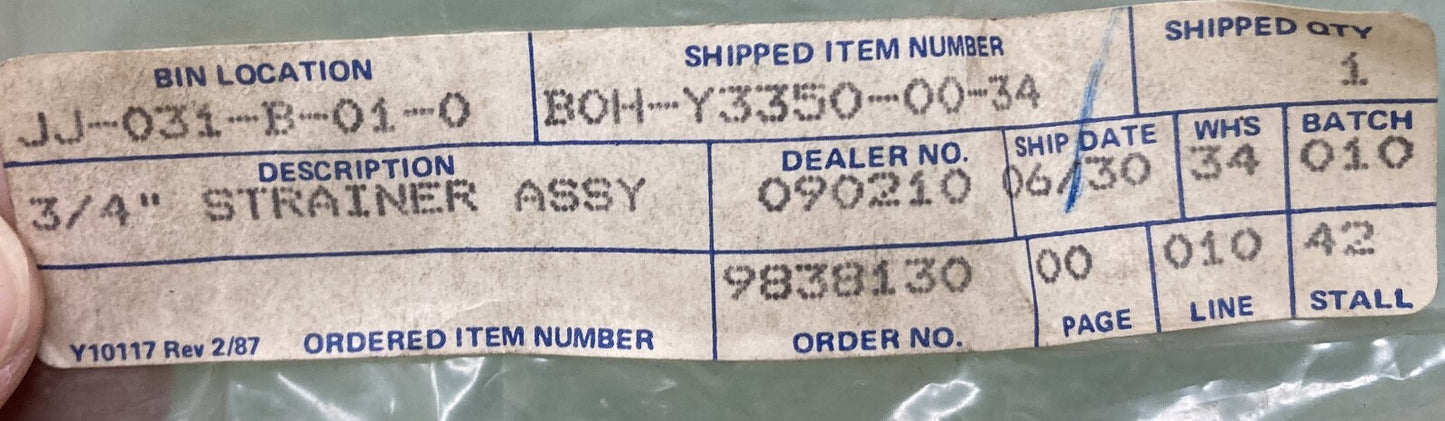 BIN LOCATION SHIPPED ITEM NUMBER SHIPPED QTY
JJ-031-B-01-0 BOH-Y3350-00-34 1
DESCRIPTION DEALER NO. SHIP DATE WH'S BATCH
3/4" STRAINER ASSY 090210 06/30 34 010
9838130 00 010 42
Y10117 Rev 2/87 ORDERED ITEM NUMBER ORDER NO. PAGE LINE STALL